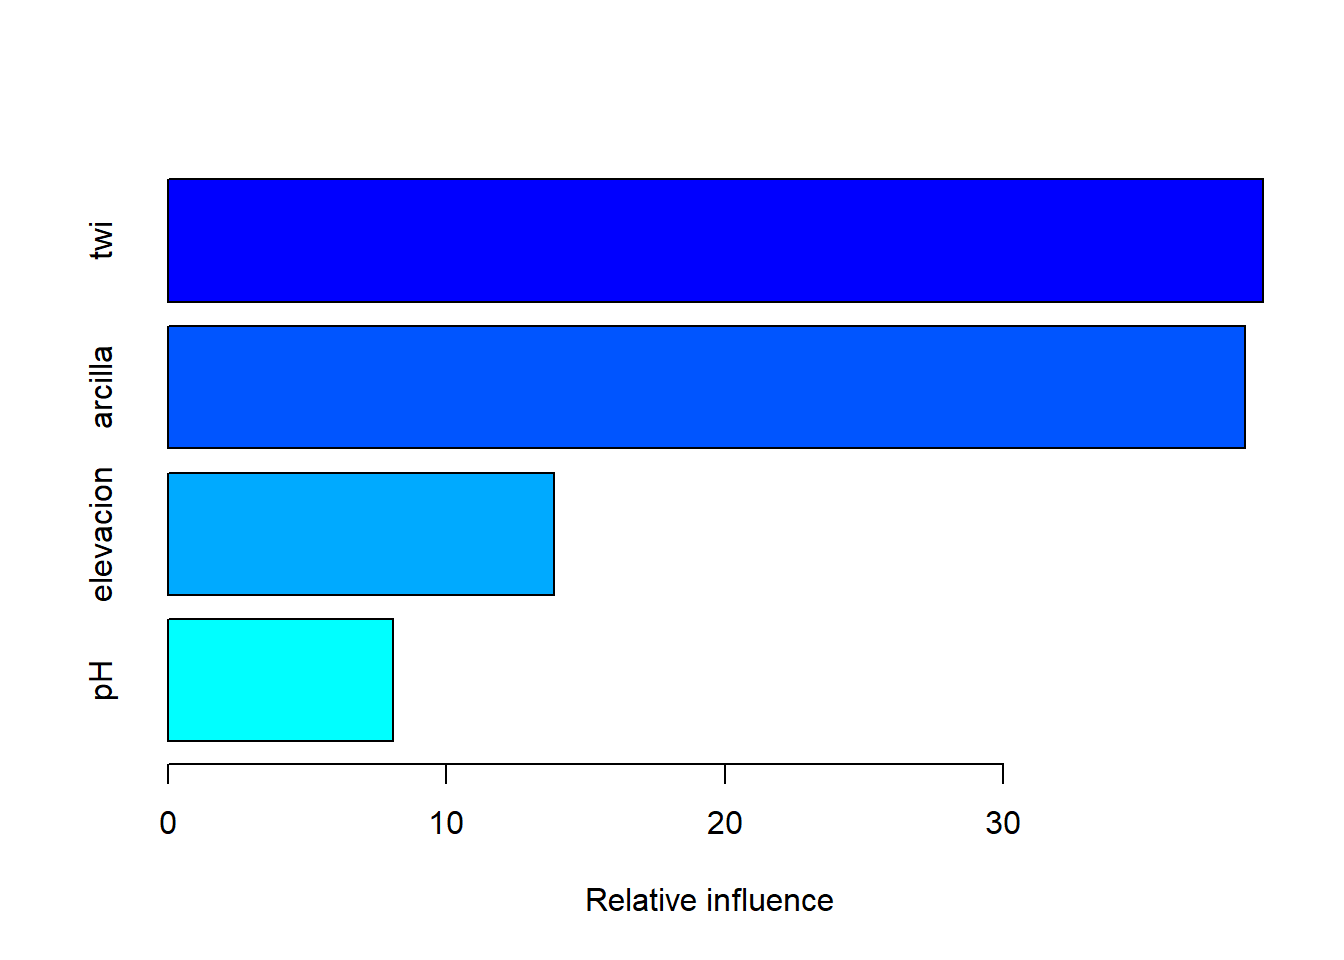 twi
arcilla
elevacion
pH
0 10 20 30
Relative influence